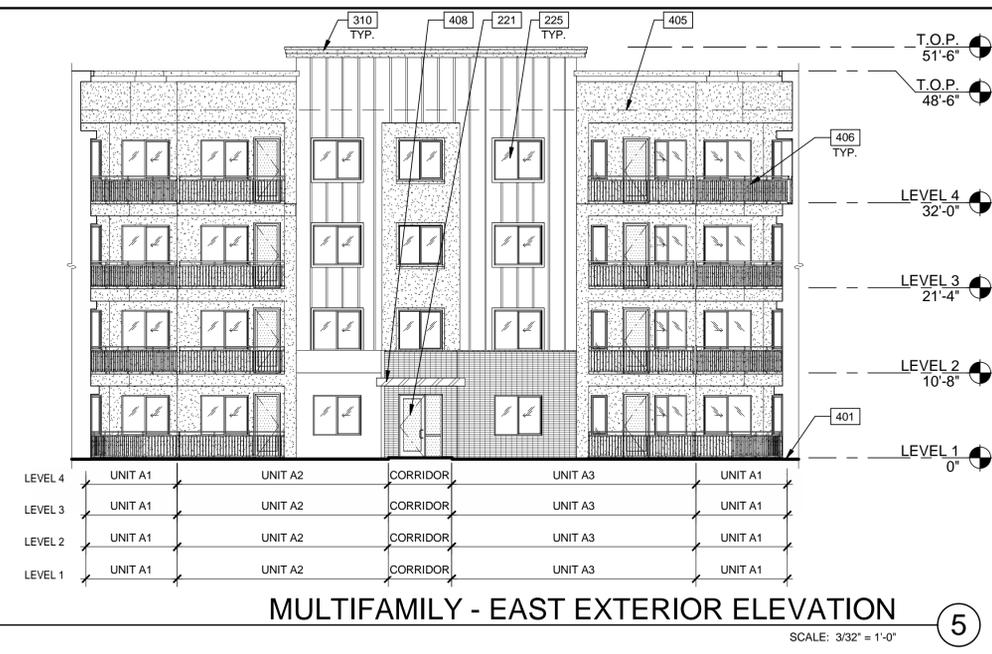 310
TYP.
408
221
225
TYP.
405
T.O.P.
51'-6"
T.O.P.
48'-6"
406
TYP.
LEVEL 4
32'-0"
LEVEL 3
21'-4"
LEVEL 2
10'-8"
401
LEVEL 1
0"
LEVEL 4 UNIT A1 UNIT A2 CORRIDOR UNIT A3 UNIT A1
LEVEL 3 UNIT A1 UNIT A2 CORRIDOR UNIT A3 UNIT A1
LEVEL 2 UNIT A1 UNIT A2 CORRIDOR UNIT A3 UNIT A1
LEVEL 1 UNIT A1 UNIT A2 CORRIDOR UNIT A3 UNIT A1
MULTIFAMILY - EAST EXTERIOR ELEVATION
5
SCALE: 3/32" = 1'-0"